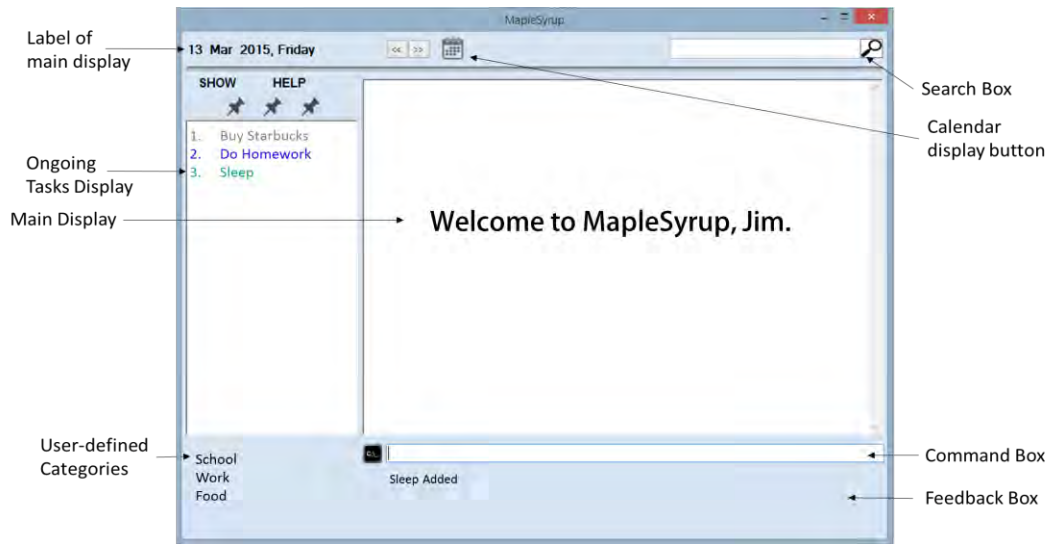 MapleSyrup
Label of
main display
13 Mar 2015, Friday
<< >>
Search Box
SHOW HELP
Calendar
display button
1. Buy Starbucks
2. Do Homework
3. Sleep
Ongoing
Tasks Display
Main Display
Welcome to MapleSyrup, Jim.
User-defined
Categories
School
Work
Food
Command Box
Sleep Added
Feedback Box